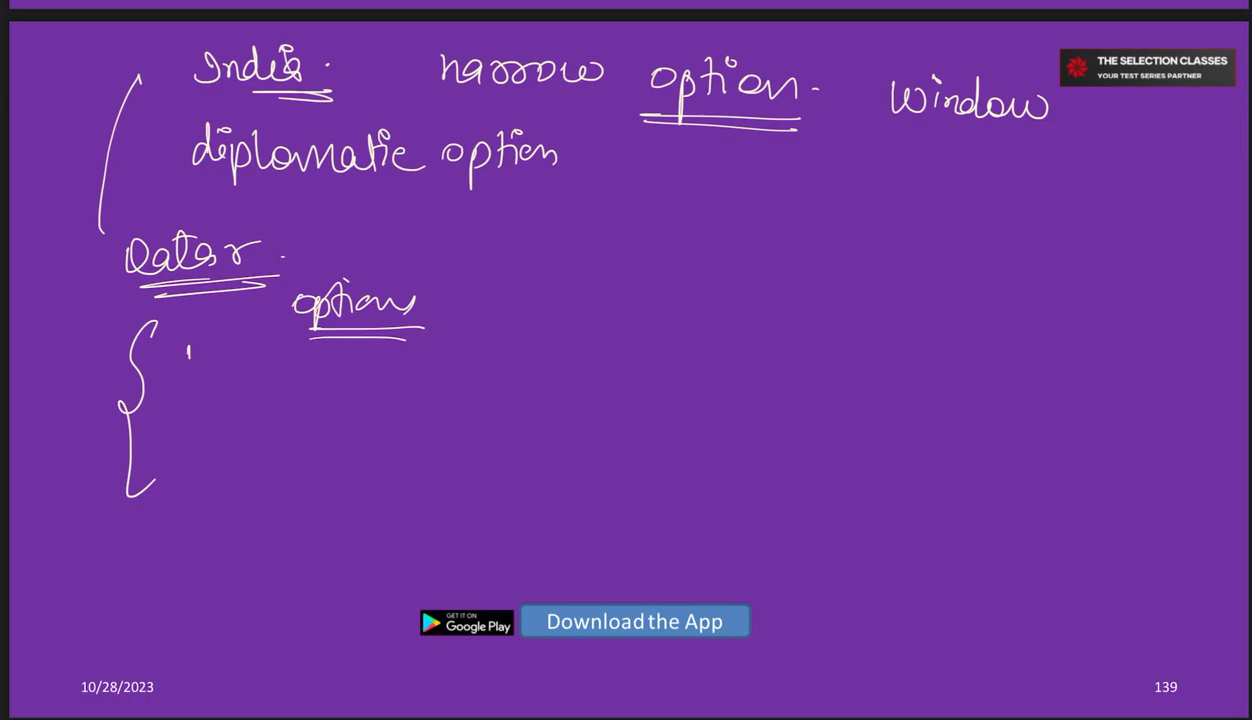 India. narrow option. window
THE SELECTION CLASSES
YOUR TEST SERIES PARTNER
diplomatic option
Qatar.
options
GET IT ON
Google Play
Download the App
10/28/2023
139